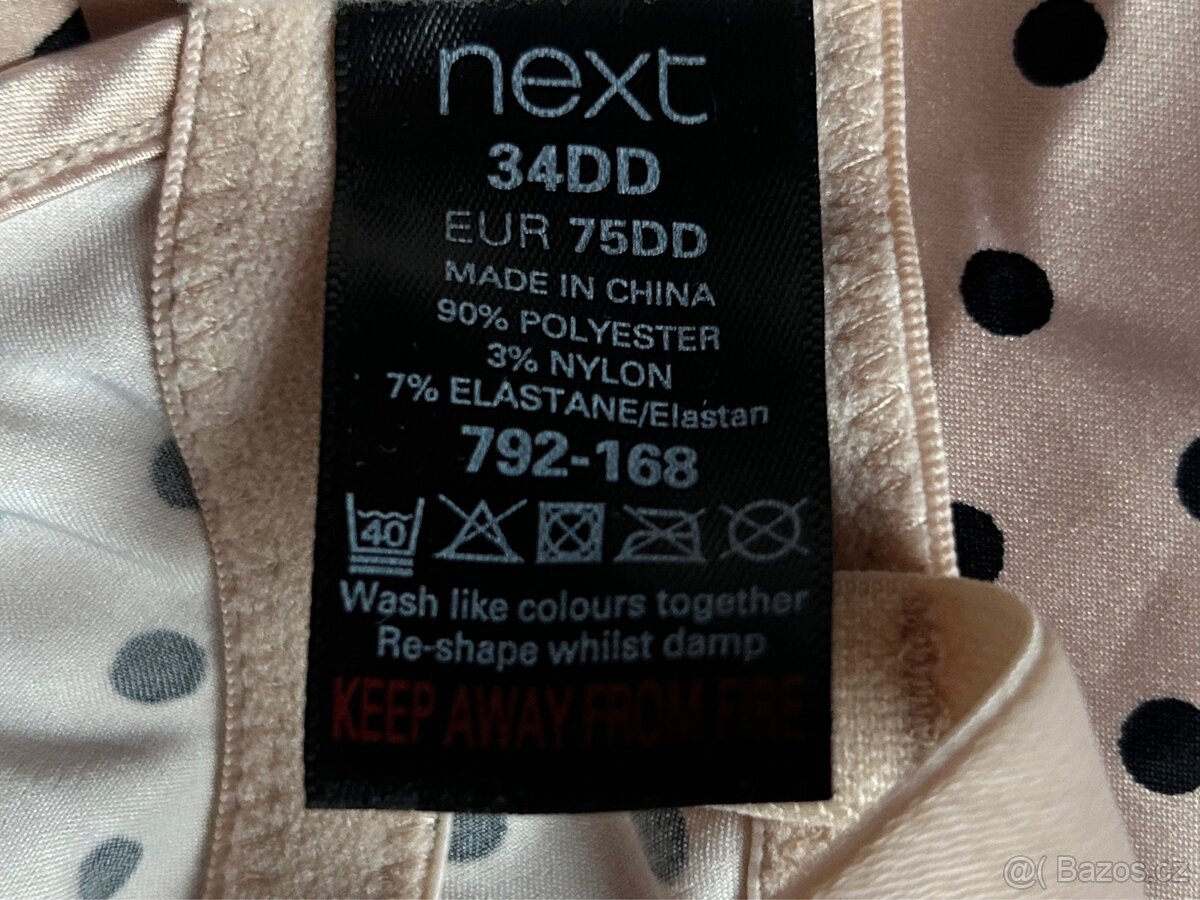 next
34DD
EUR 75DD
MADE IN CHINA
90% POLYESTER
3% NYLON
7% ELASTANE/Elastan
792-168
40
Wash like colours together
Re-shape whilst damp
KEEP AWAY FROM FIRE
@( Bazos.cz